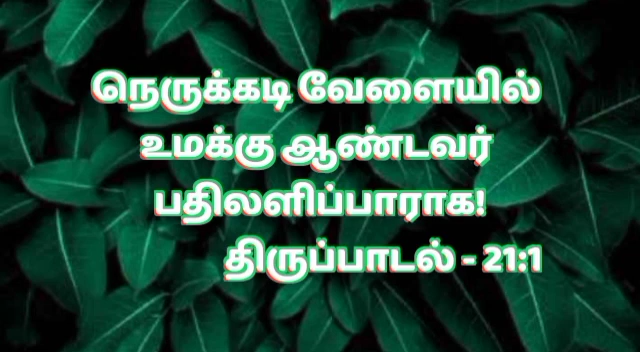 நெருக்கடி வேளையில்
உமக்கு ஆண்டவர்
பதிலளிப்பாராக!
திருப்பாடல் - 21:1